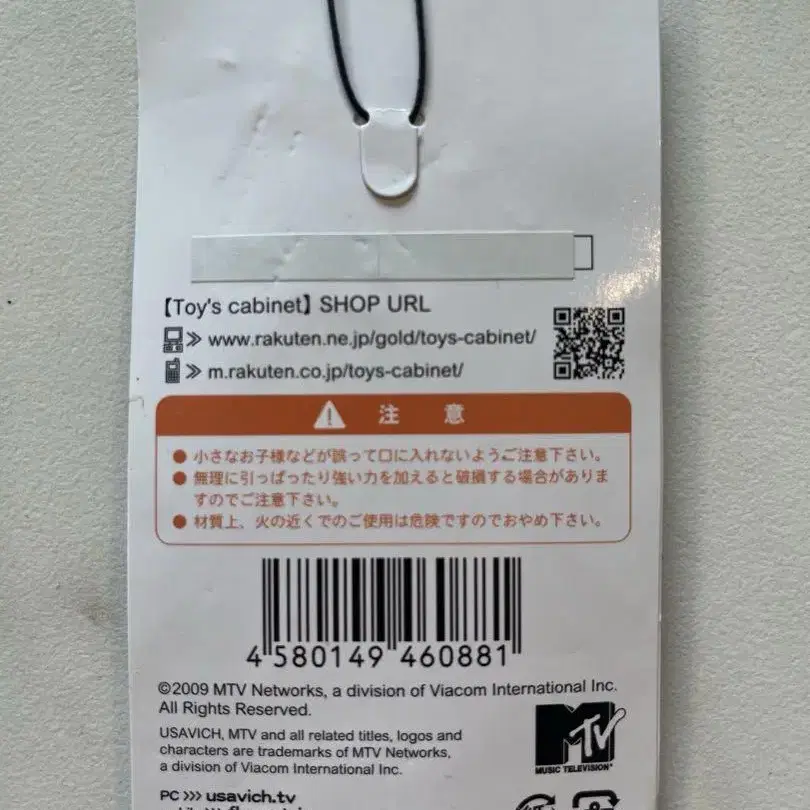 【Toy's cabinet】 SHOP URL
≫ www.rakuten.ne.jp/gold/toys-cabinet/
≫ m.rakuten.co.jp/toys-cabinet/
注意
● 小さなお子様などが誤って口に入れないようご注意下さい。
● 無理に引っぱったり強い力を加えると破損する場合がありま
すのでご注意下さい。
● 材質上、火の近くでのご使用は危険ですのでおやめ下さい。
4 580149 460881
©2009 MTV Networks, a division of Viacom International Inc.
All Rights Reserved.
USAVICH, MTV and all related titles, logos and
characters are trademarks of MTV Networks,
a division of Viacom International Inc.
MTV
MUSIC TELEVISION®
PC >>> usavich.tv